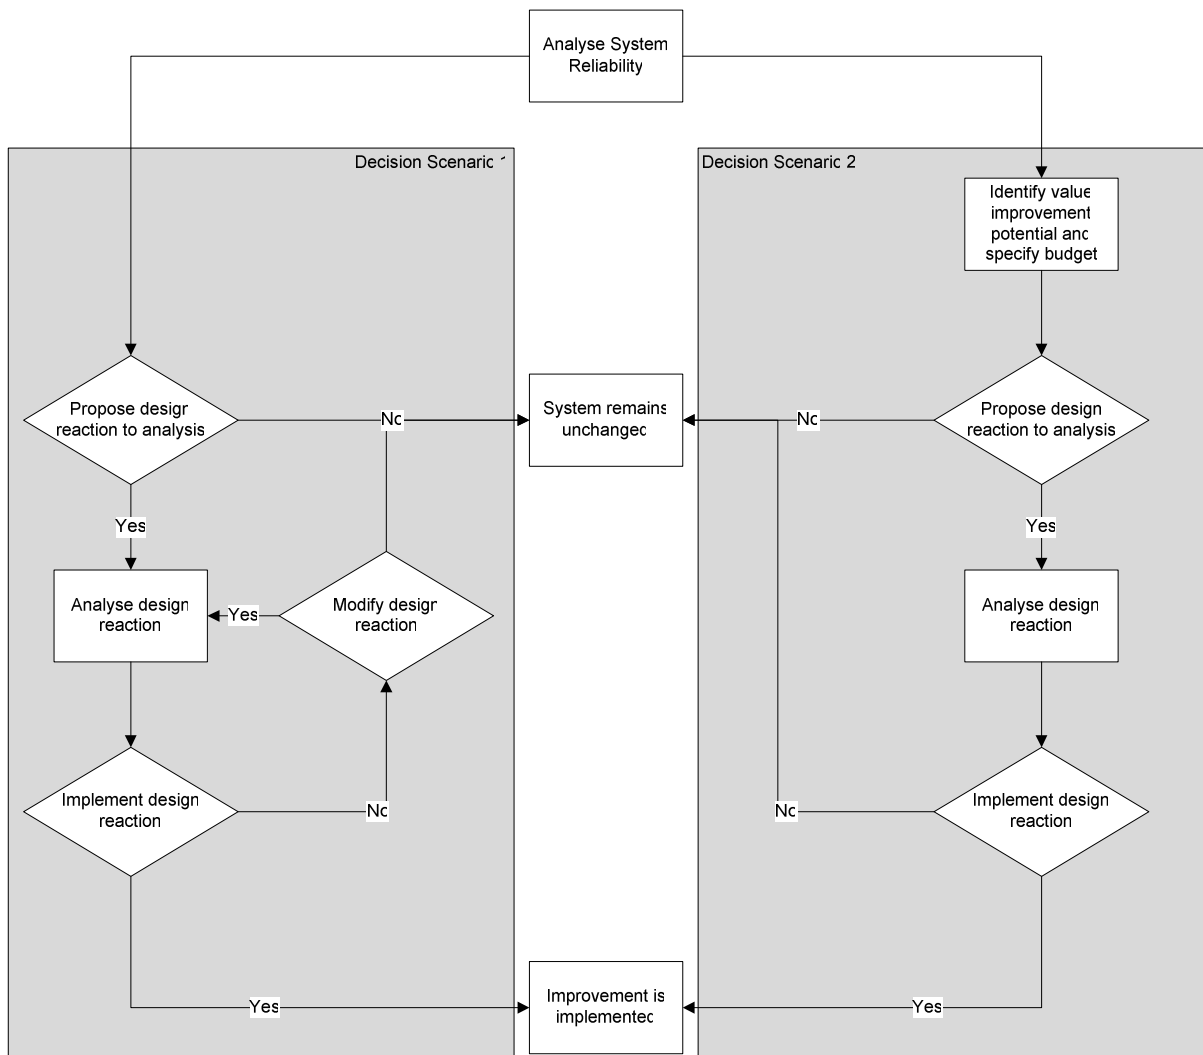 Analyse System
Reliability
Decision Scenario 1
Decision Scenario 2
Identify value
improvement
potential and
specify budget
Propose design
reaction to analysis
No
System remains
unchanged
No
Propose design
reaction to analysis
Yes
Yes
Analyse design
reaction
Yes
Modify design
reaction
Analyse design
reaction
Implement design
reaction
No
No
Implement design
reaction
Yes
Improvement is
implemented
Yes